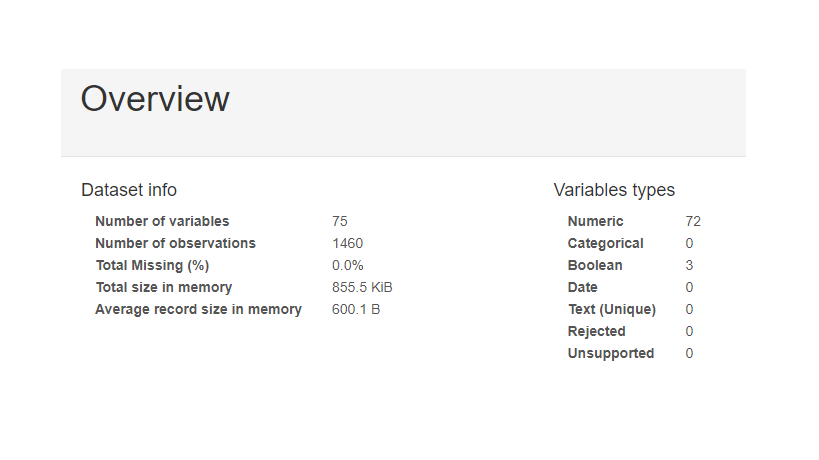 Overview
Dataset info
Number of variables 75
Number of observations 1460
Total Missing (%) 0.0%
Total size in memory 855.5 KiB
Average record size in memory 600.1 B
Variables types
Numeric 72
Categorical 0
Boolean 3
Date 0
Text (Unique) 0
Rejected 0
Unsupported 0